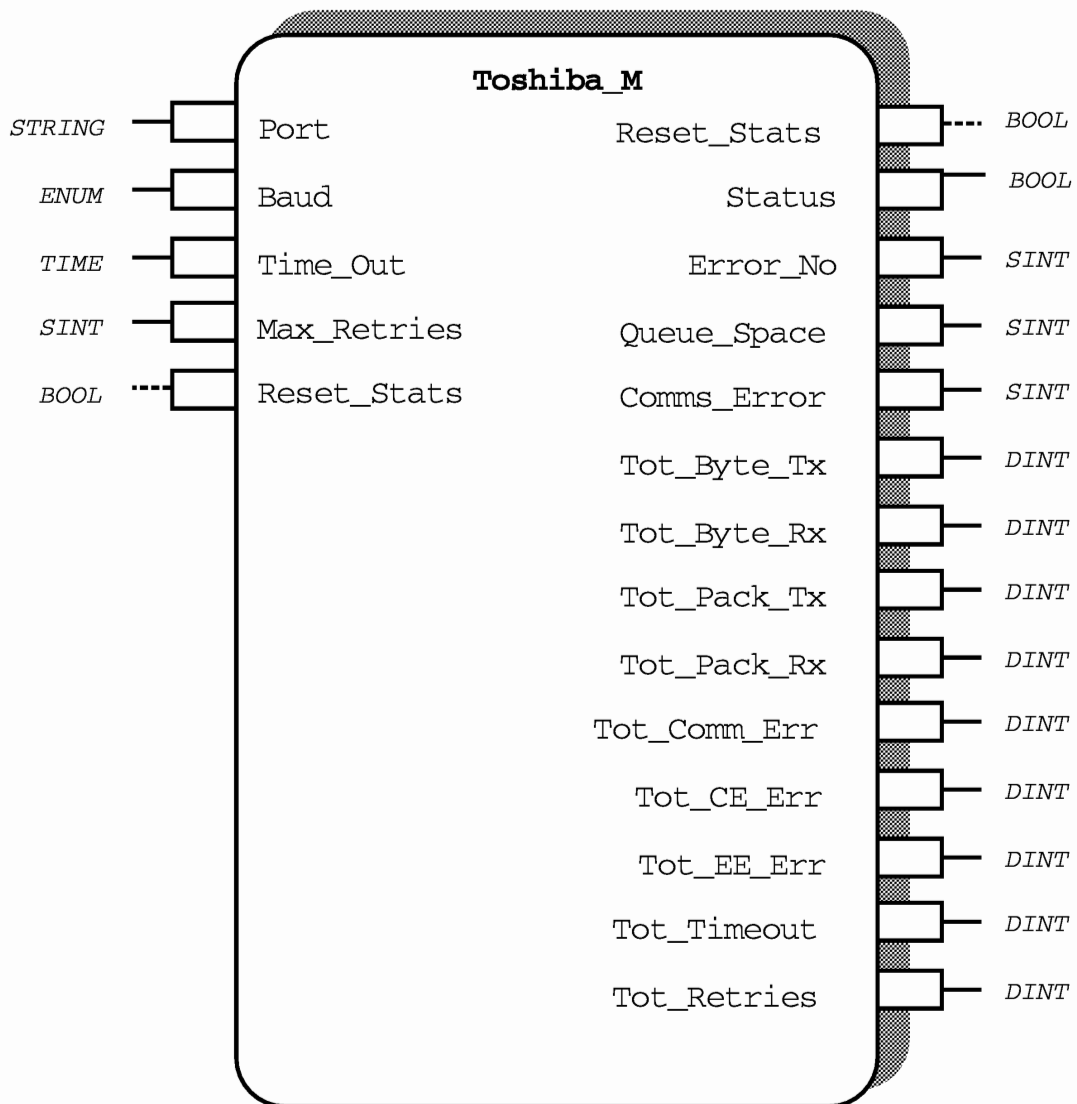 Toshiba_M
STRING Port Reset_Stats BOOL
ENUM Baud Status BOOL
TIME Time_Out Error_No SINT
SINT Max_Retries Queue_Space SINT
BOOL Reset_Stats Comms_Error SINT
Tot_Byte_Tx DINT
Tot_Byte_Rx DINT
Tot_Pack_Tx DINT
Tot_Pack_Rx DINT
Tot_Comm_Err DINT
Tot_CE_Err DINT
Tot_EE_Err DINT
Tot_Timeout DINT
Tot_Retries DINT